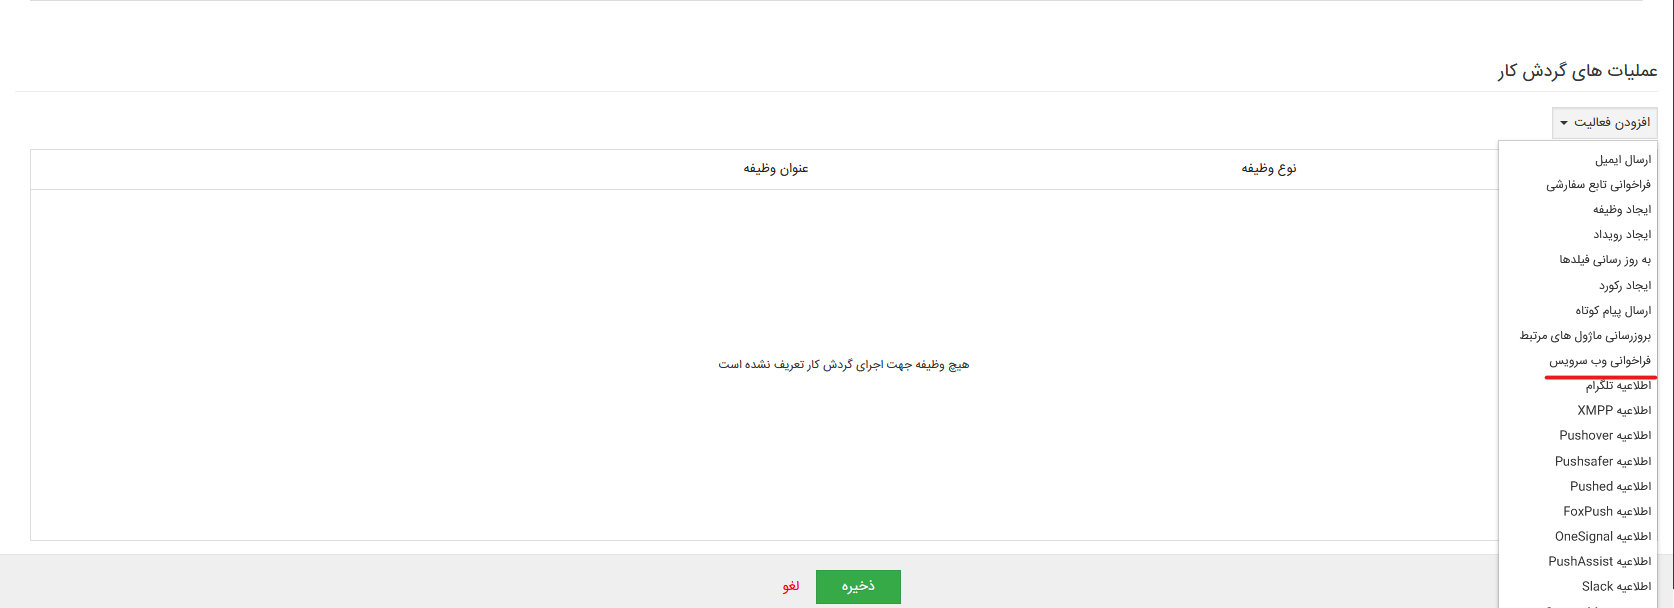 عملیات های گردش کار
افزودن فعالیت
نوع وظیفه
عنوان وظیفه
ارسال ایمیل
فراخوانی تابع سفارشی
ایجاد وظیفه
ایجاد رویداد
به روز رسانی فیلدها
ایجاد رکورد
ارسال پیام کوتاه
بروزرسانی ماژول های مرتبط
فراخوانی وب سرویس
اطلاعیه تلگرام
اطلاعیه XMPP
اطلاعیه Pushover
اطلاعیه Pushsafer
اطلاعیه Pushed
اطلاعیه FoxPush
اطلاعیه OneSignal
اطلاعیه PushAssist
اطلاعیه Slack
هیچ وظیفه جهت اجرای گردش کار تعریف نشده است
ذخیره
لغو